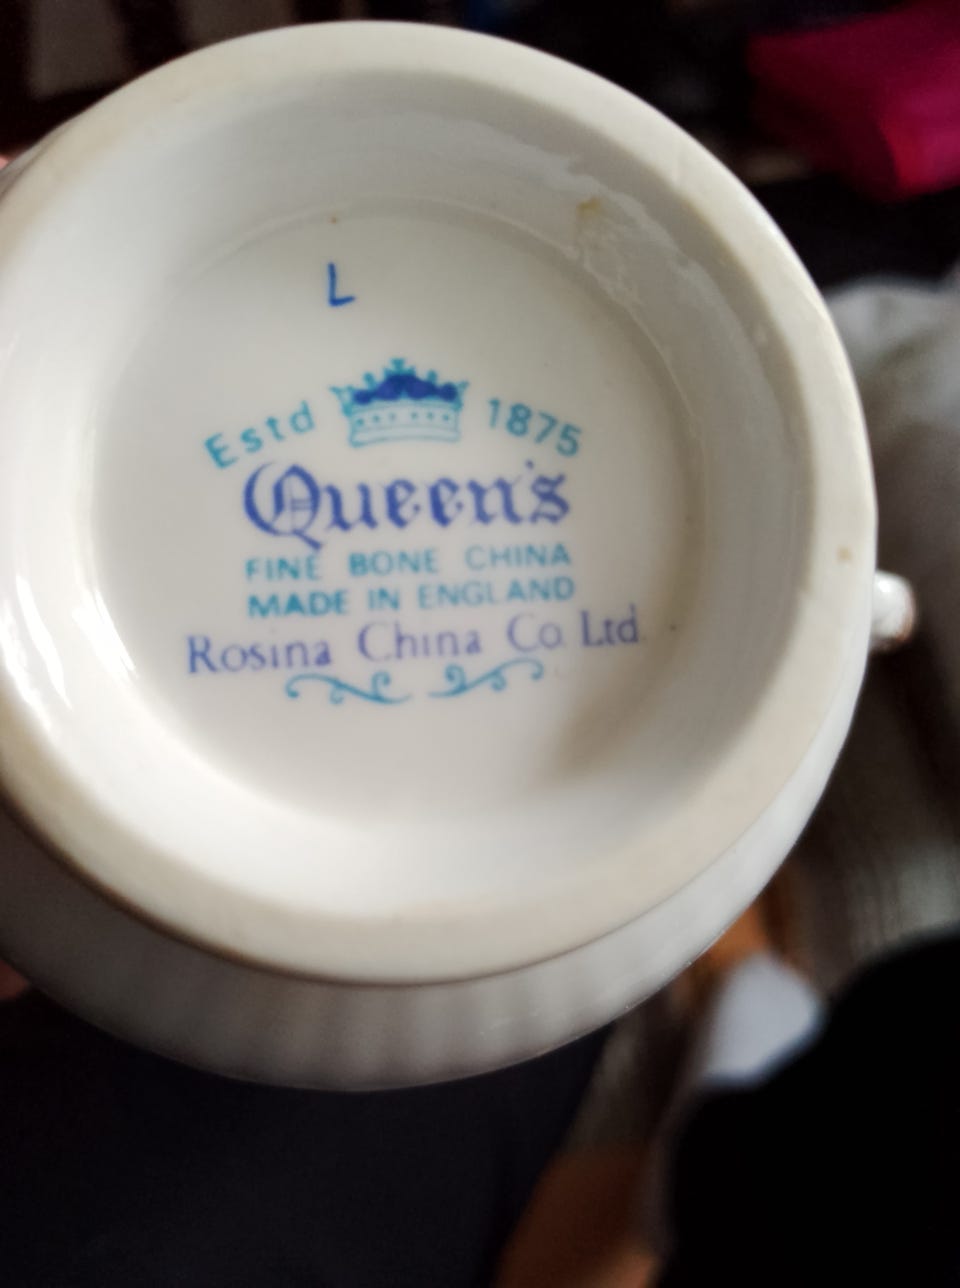 L
Estd 1875
Queen's
FINE BONE CHINA
MADE IN ENGLAND
Rosina China Co. Ltd.